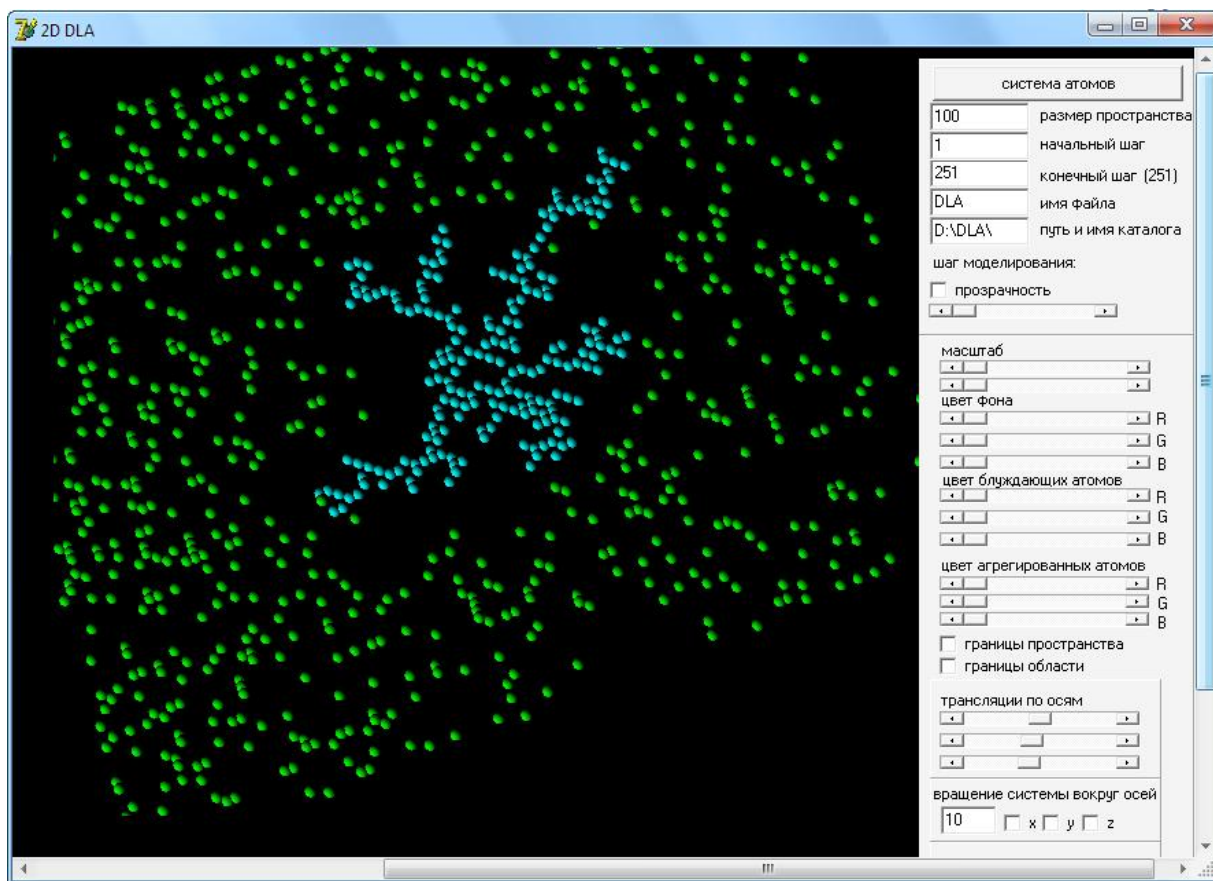 2D DLA
система атомов
100 размер пространства
1 начальный шаг
251 конечный шаг (251)
DLA имя файла
D:\DLA\ путь и имя каталога
шаг моделирования:
прозрачность
масштаб
цвет фона
R
G
B
цвет блуждающих атомов
R
G
B
цвет агрегированных атомов
R
G
B
границы пространства
границы области
трансляции по осям
вращение системы вокруг осей
10 x y z